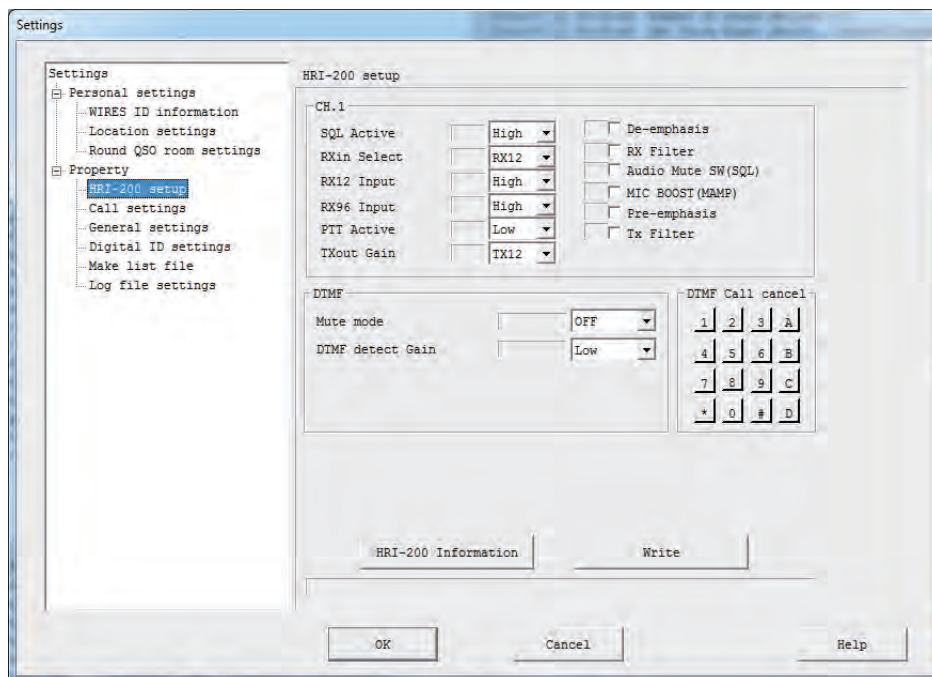 Settings
Settings
Personal settings
WIRES ID information
Location settings
Round QSO room settings
Property
HRI-200 setup
Call settings
General settings
Digital ID settings
Make list file
Log file settings
HRI-200 setup
CH.1
SQL Active High
RXin Select RX12
RX12 Input High
RX96 Input High
PTT Active Low
TXout Gain TX12
De-emphasis
RX Filter
Audio Mute SW(SQL)
MIC BOOST(MAMP)
Pre-emphasis
Tx Filter
DTMF
Mute mode OFF
DTMF detect Gain Low
DTMF Call cancel
1 2 3 A
4 5 6 B
7 8 9 C
* 0 # D
HRI-200 Information Write
OK Cancel Help